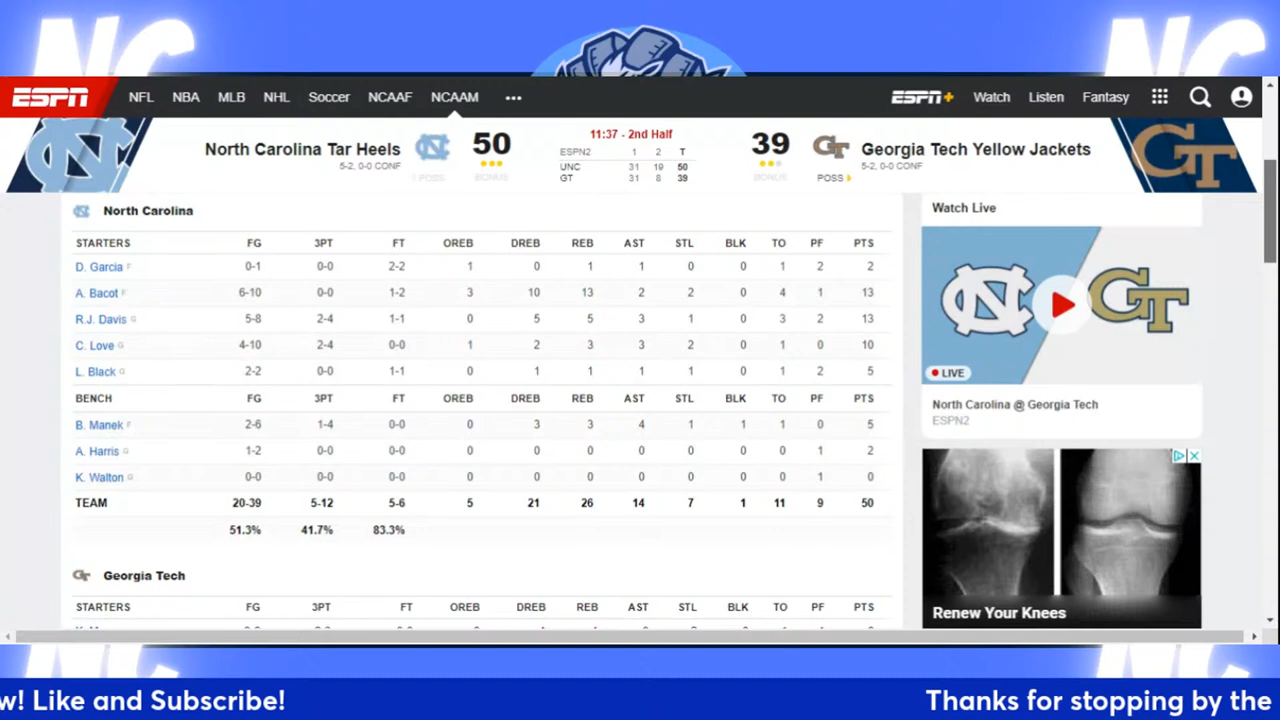 NC NC
ESPN NFL NBA MLB NHL Soccer NCAAF NCAAM ••• ESPN+ Watch Listen Fantasy
11:37 - 2nd Half
North Carolina Tar Heels 50 39 Georgia Tech Yellow Jackets
5-2, 0-0 CONF 5-2, 0-0 CONF
POSS BONUS BONUS POSS
ESPN2 1 2 T
UNC 31 19 50
GT 31 8 39
North Carolina
STARTERS FG 3PT FT OREB DREB REB AST STL BLK TO PF PTS
D. Garcia F 0-1 0-0 2-2 1 0 1 1 0 0 1 2 2
A. Bacot F 6-10 0-0 1-2 3 10 13 2 2 0 4 1 13
R.J. Davis G 5-8 2-4 1-1 0 5 5 3 1 0 3 2 13
C. Love G 4-10 2-4 0-0 1 2 3 3 2 0 1 0 10
L. Black G 2-2 0-0 1-1 0 1 1 1 1 0 1 2 5
BENCH FG 3PT FT OREB DREB REB AST STL BLK TO PF PTS
B. Manek F 2-6 1-4 0-0 0 3 3 4 1 1 1 0 5
A. Harris G 1-2 0-0 0-0 0 0 0 0 0 0 0 1 2
K. Walton G 0-0 0-0 0-0 0 0 0 0 0 0 0 1 0
TEAM 20-39 5-12 5-6 5 21 26 14 7 1 11 9 50
51.3% 41.7% 83.3%
Georgia Tech
STARTERS FG 3PT FT OREB DREB REB AST STL BLK TO PF PTS
Watch Live
NC GT
LIVE
North Carolina @ Georgia Tech
ESPN2
Renew Your Knees
NC NC
w! Like and Subscribe! Thanks for stopping by the